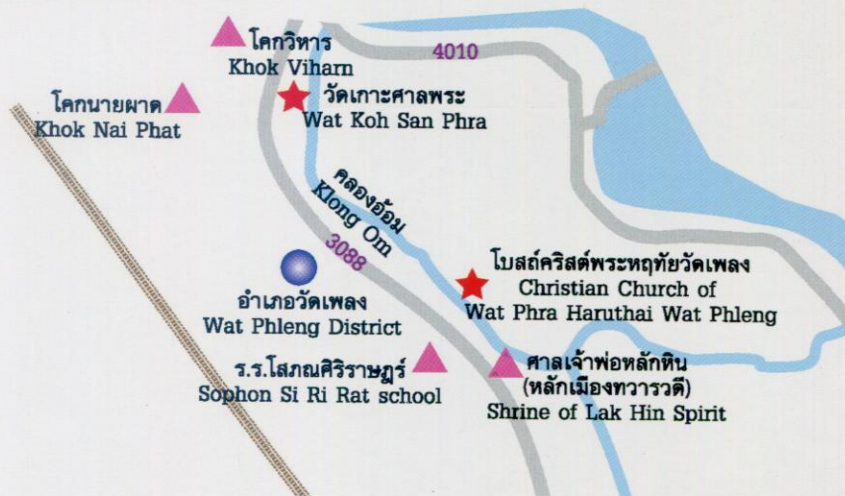 โคกวิหาร
Khok Viharn
4010
โคกนายผาด
Khok Nai Phat
วัดเกาะศาลพระ
Wat Koh San Phra
คลองอ้อม
Klong Om
3088
โบสถ์คริสต์พระหฤทัยวัดเพลง
Christian Church of
Wat Phra Haruthai Wat Phleng
อำเภอวัดเพลง
Wat Phleng District
ร.ร.โสภณศิริราษฎร์
Sophon Si Ri Rat school
ศาลเจ้าพ่อหลักหิน
(หลักเมืองทวารวดี)
Shrine of Lak Hin Spirit